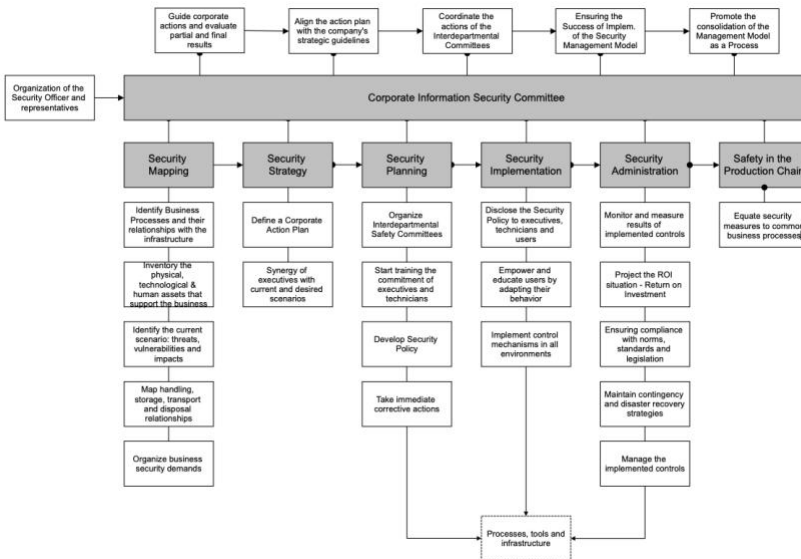 Guide corporate
actions and evaluate
partial and final
results
Align the action plan
with the company's
strategic guidelines
Coordinate the
actions of the
Interdepartmental
Committees
Ensuring the
Success of Implem.
of the Security
Management Model
Promote the
consolidation of the
Management Model
as a Process
Organization of the
Security Officer and
representatives
Corporate Information Security Committee
Security
Mapping
Security
Strategy
Security
Planning
Security
Implementation
Security
Administration
Safety in the
Production Chain
Identify Business
Processes and their
relationships with the
infrastructure
Inventory the
physical,
technological &
human assets that
support the business
Identify the current
scenario: threats,
vulnerabilities and
impacts
Map handling,
storage, transport
and disposal
relationships
Organize business
security demands
Define a Corporate
Action Plan
Synergy of
executives with
current and desired
scenarios
Organize
Interdepartmental
Safety Committees
Start training the
commitment of
executives and
technicians
Develop Security
Policy
Take immediate
corrective actions
Disclose the Security
Policy to executives,
technicians and
users
Empower and
educate users by
adapting their
behavior
Implement control
mechanisms in all
environments
Monitor and measure
results of
implemented controls
Project the ROI
situation - Return on
Investment
Ensuring compliance
with norms,
standards and
legislation
Maintain contingency
and disaster recovery
strategies
Manage the
implemented controls
Equate security
measures to common
business processes
Processes, tools and
infrastructure